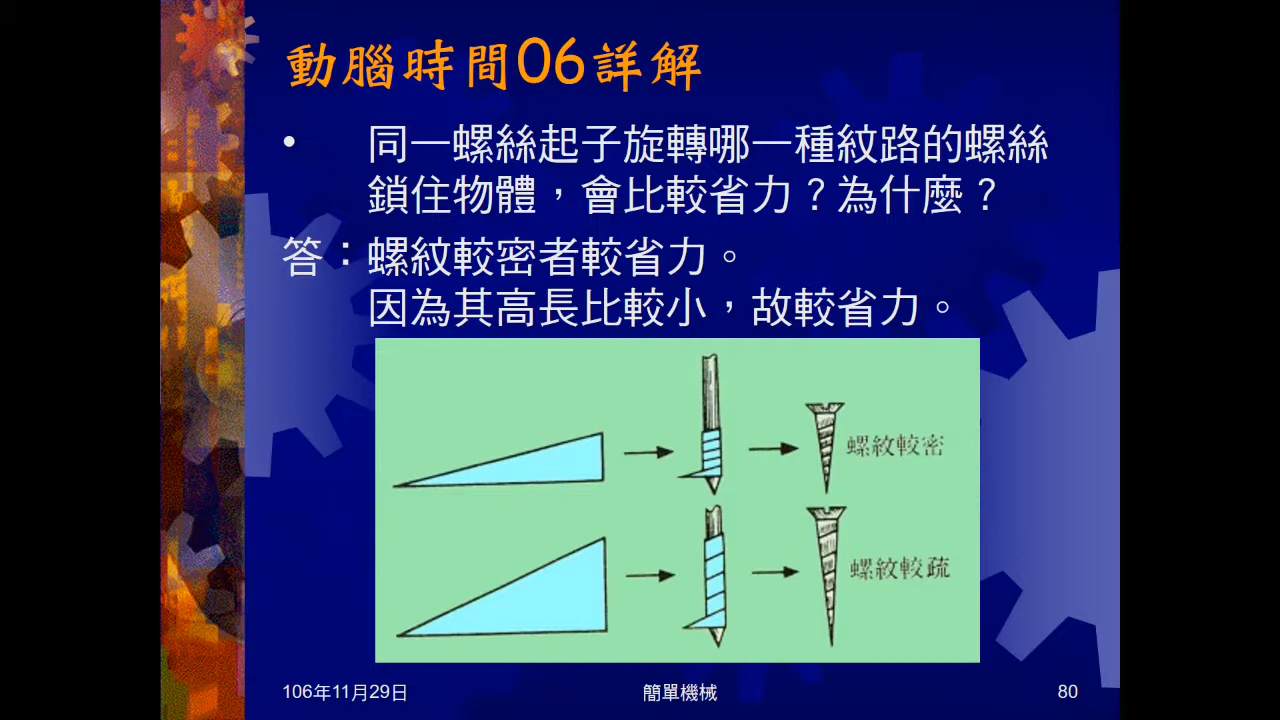 動腦時間06詳解
• 同一螺絲起子旋轉哪一種紋路的螺絲
鎖住物體，會比較省力？為什麼？
答：螺紋較密者較省力。
因為其高長比較小，故較省力。
螺紋較密
螺紋較疏
106年11月29日
簡單機械
80